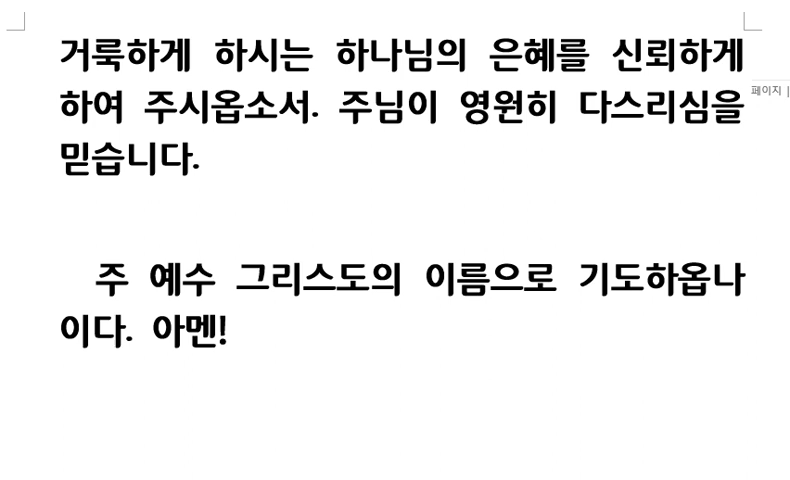 거룩하게 하시는 하나님의 은혜를 신뢰하게
하여 주시옵소서. 주님이 영원히 다스리심을
믿습니다.
주 예수 그리스도의 이름으로 기도하옵나
이다. 아멘!
페이지 |